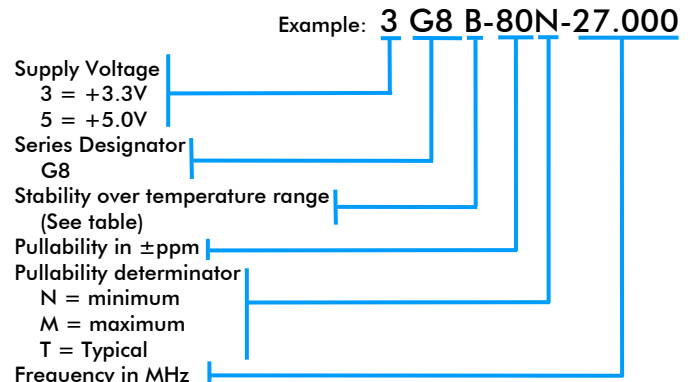 Example: 3 G8 B-80N-27.000
Supply Voltage
3 = +3.3V
5 = +5.0V
Series Designator
G8
Stability over temperature range
(See table)
Pullability in ±ppm
Pullability determinator
N = minimum
M = maximum
T = Typical
Frequency in MHz